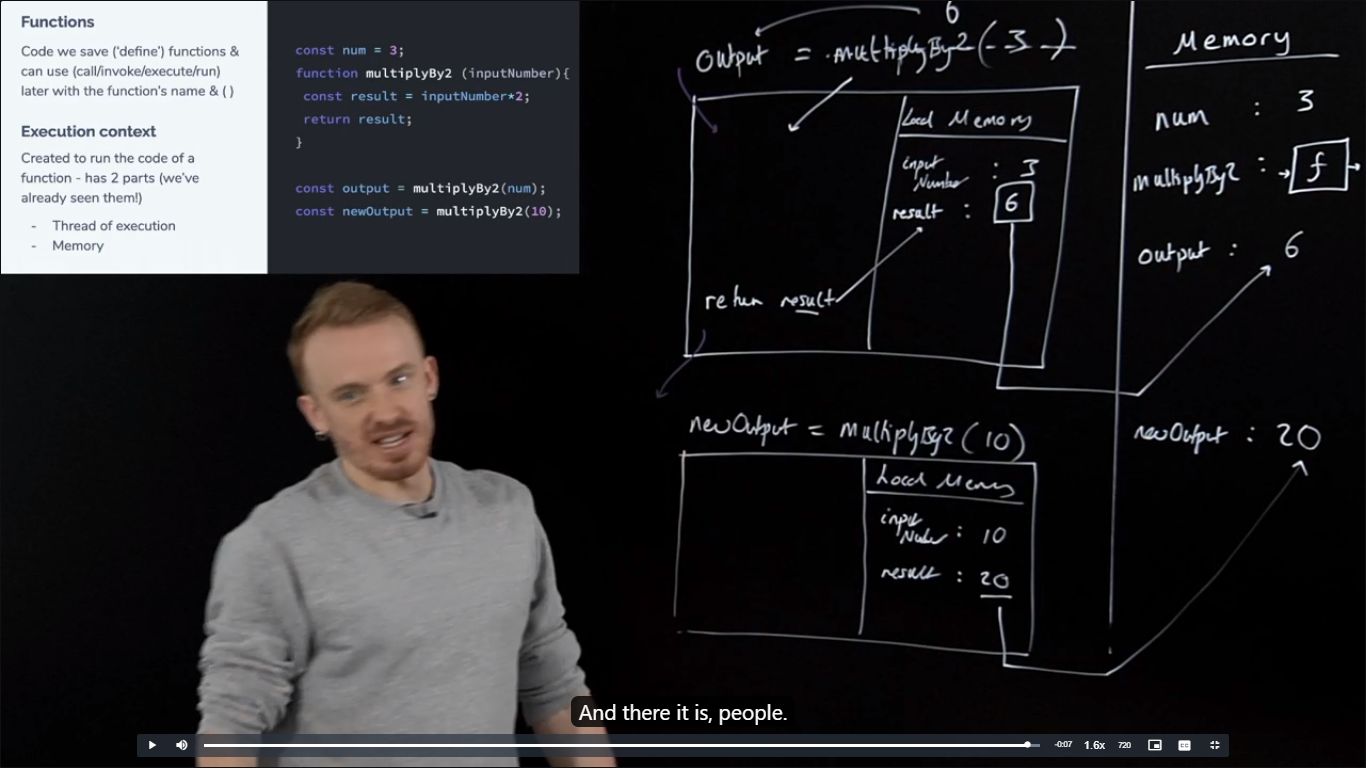 Functions
Code we save (‘define’) functions &
can use (call/invoke/execute/run)
later with the function’s name & ( )
Execution context
Created to run the code of a
function - has 2 parts (we’ve
already seen them!)
- Thread of execution
- Memory
const num = 3;
function multiplyBy2 (inputNumber){
const result = inputNumber*2;
return result;
}
const output = multiplyBy2(num);
const newOutput = multiplyBy2(10);
6
output = multiplyBy2(3)
Local Memory
input
Number : 3
result : 6
return result
newOutput = multiplyBy2(10)
Local Memory
input
Number : 10
result : 20
Memory
num : 3
multiplyBy2 : f
output : 6
newOutput : 20
And there it is, people.
-0:07 1.6x 720
CC